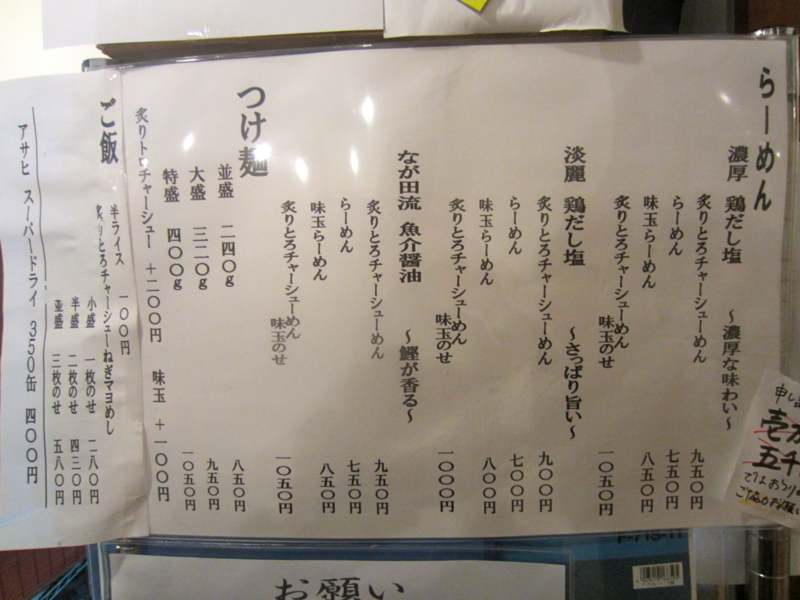 らーめん
濃厚 鶏だし塩 ～濃厚な味わい～
炙りとろチャーシューめん 九五〇円
らーめん 七五〇円
味玉らーめん 八五〇円
炙りとろチャーシューめん 味玉のせ 一〇五〇円
淡麗 鶏だし塩 ～さっぱり旨い～
炙りとろチャーシューめん 九〇〇円
らーめん 七〇〇円
味玉らーめん 八〇〇円
炙りとろチャーシューめん 味玉のせ 一〇〇〇円
なが田流 魚介醤油 ～鰹が香る～
炙りとろチャーシューめん 九五〇円
らーめん 七五〇円
味玉らーめん 八五〇円
炙りとろチャーシューめん 味玉のせ 一〇五〇円
つけ麺
並盛 二四〇g 八五〇円
大盛 三二〇g 九五〇円
特盛 四〇〇g 一〇五〇円
炙りトロチャーシュー ＋二〇〇円 味玉 ＋一〇〇円
ご飯
半ライス 一〇〇円
炙りとろチャーシューねぎマヨめし
小盛 一枚のせ 二八〇円
半盛 二枚のせ 四三〇円
並盛 三枚のせ 五八〇円
アサヒ スーパードライ 350缶 四〇〇円
申し
壱万
五千
お願い
F-71S-11